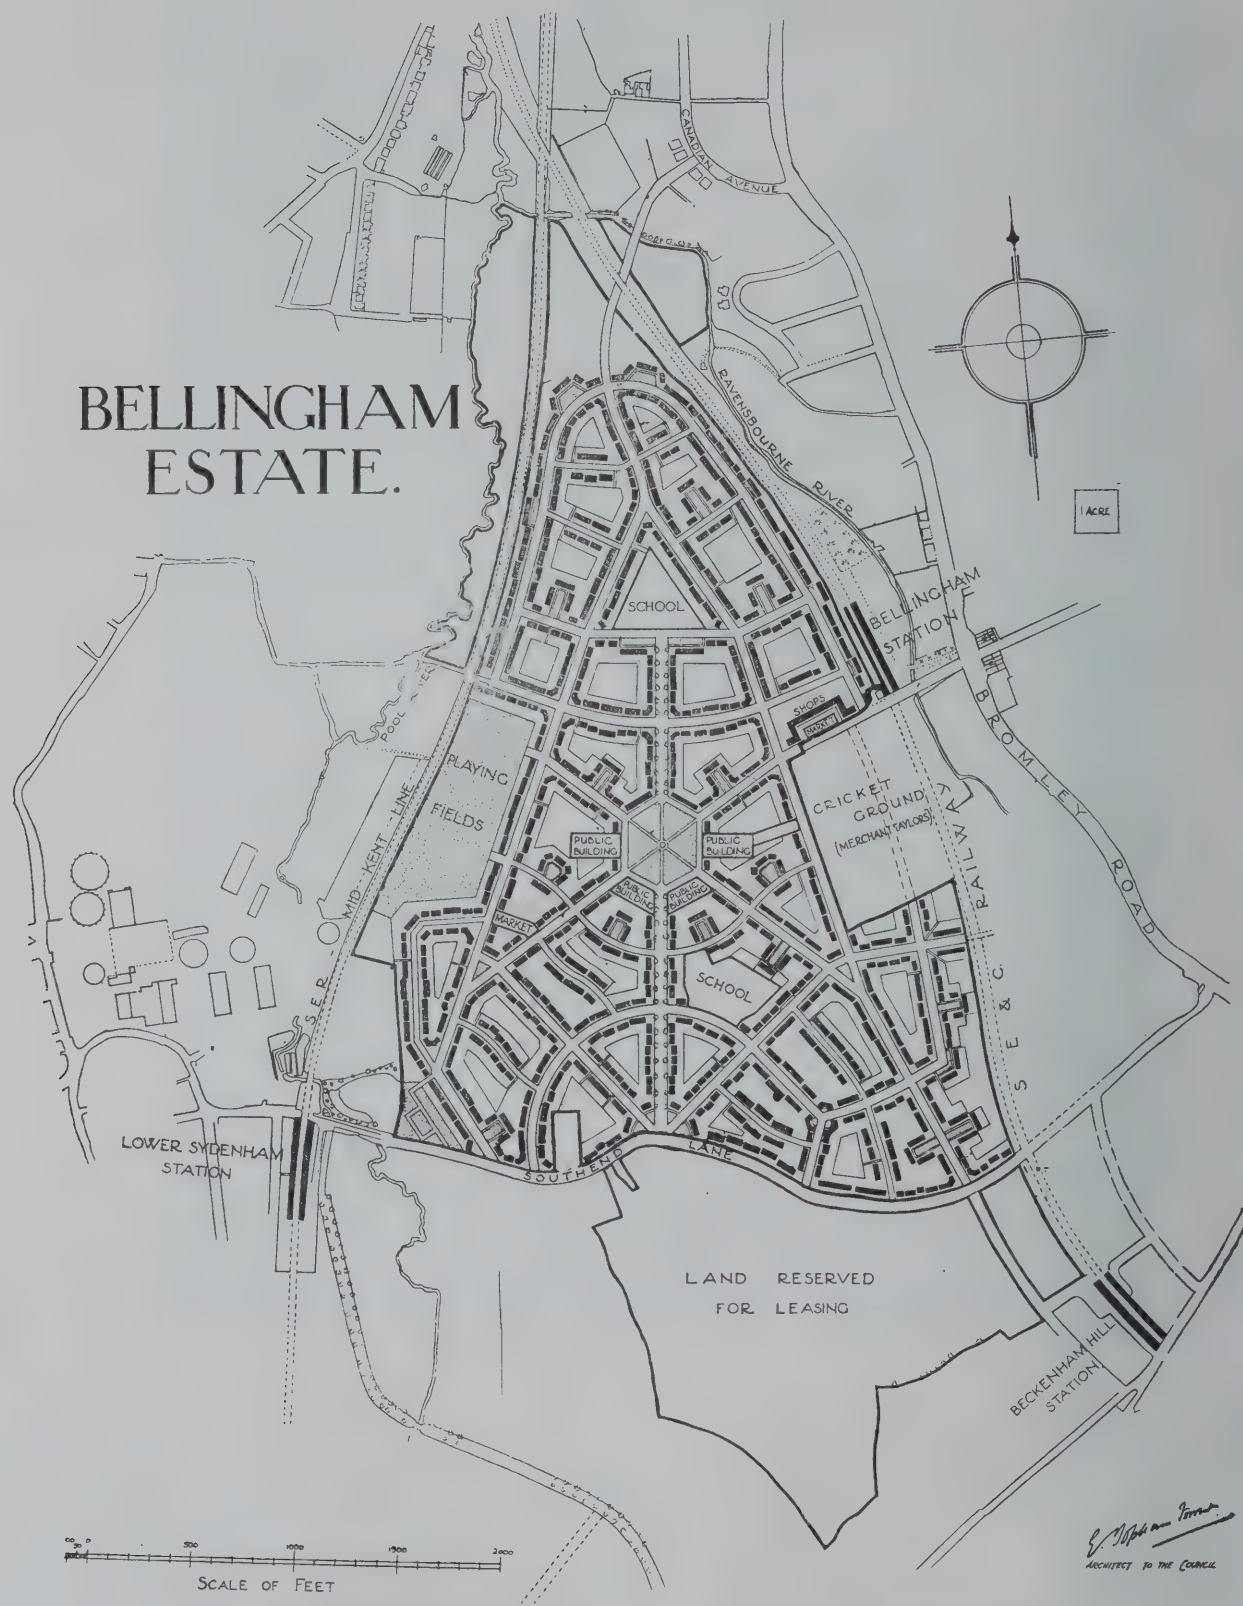 CANADIAN
AVENUE
BELLINGHAM
ESTATE.
RAVENSBOURNE
RIVER
1 ACRE
SCHOOL
BELLINGHAM
STATION
SHOPS
MARKET
POOL RIVER
BROMLEY
ROAD
PLAYING
FIELDS
CRICKET
GROUND
(MERCHANT TAYLORS)
PUBLIC
BUILDING
PUBLIC
BUILDING
PUBLIC
BUILDING
PUBLIC
BUILDING
MARKET
SCHOOL
S.E.R. - MID - KENT - LINE
S. E & C. RAILWAY
LOWER SYDENHAM
STATION
SOUTHEND
LANE
LAND RESERVED
FOR LEASING
BECKENHAM HILL
STATION
0 500 1000 1500 2000
SCALE OF FEET
E. Topham Forrest
ARCHITECT TO THE COUNCIL